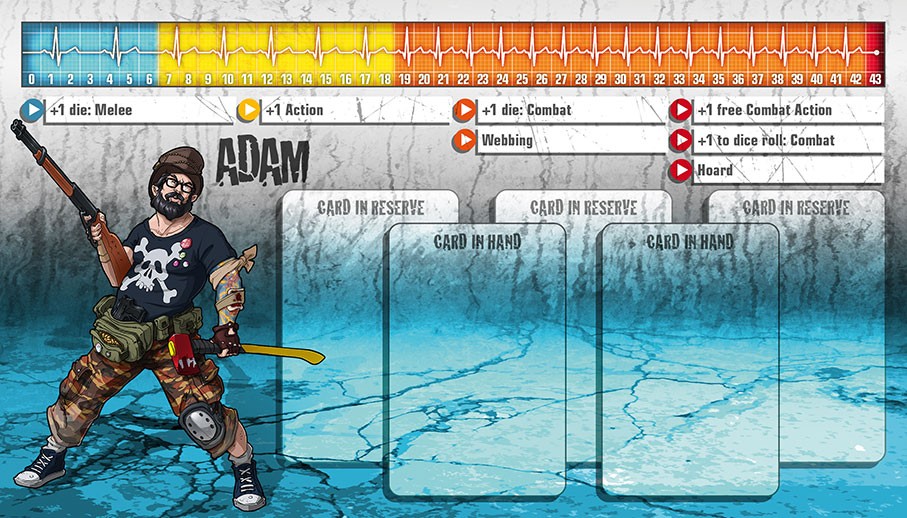 0 1 2 3 4 5 6 7 8 9 10 11 12 13 14 15 16 17 18 19 20 21 22 23 24 25 26 27 28 29 30 31 32 33 34 35 36 37 38 39 40 41 42 43
+1 die: Melee
+1 Action
+1 die: Combat
+1 free Combat Action
Webbing
+1 to dice roll: Combat
Hoard
ADAM
CARD IN RESERVE
CARD IN RESERVE
CARD IN RESERVE
CARD IN HAND
CARD IN HAND